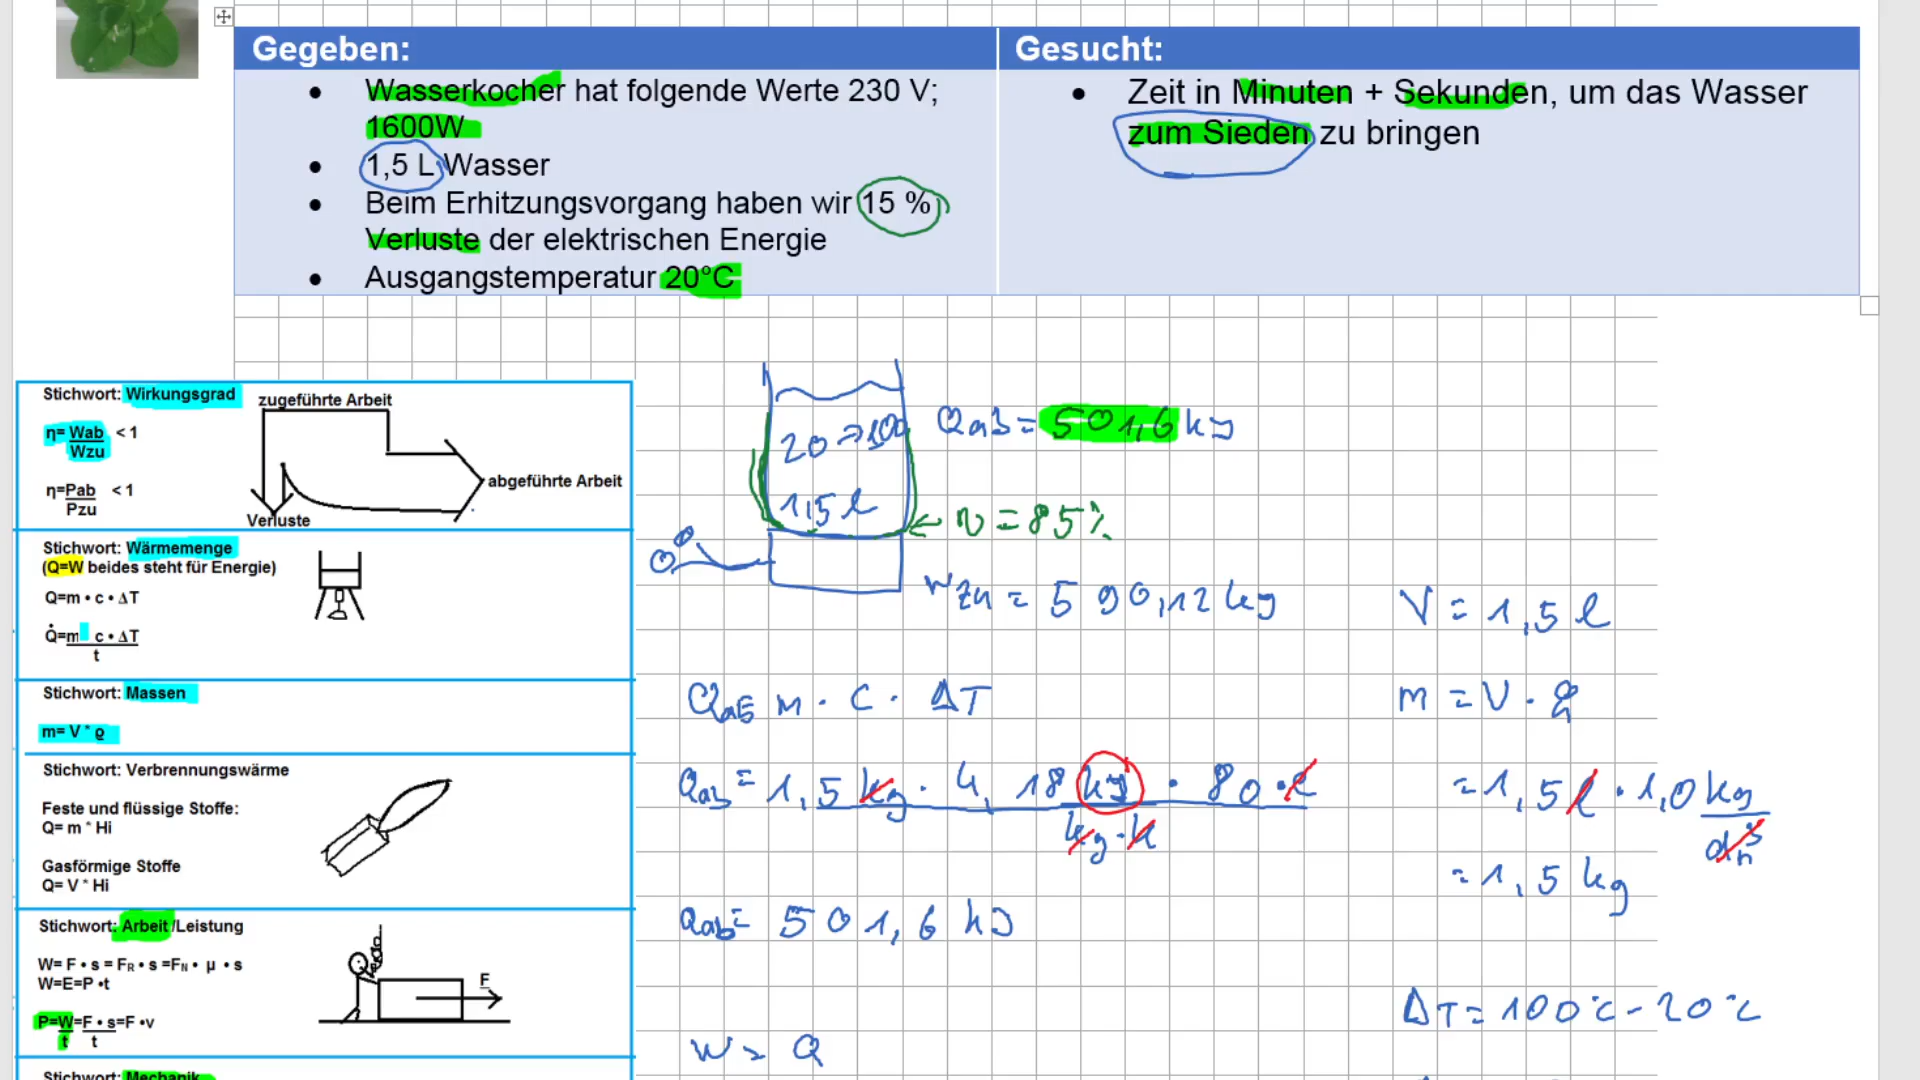 Gegeben:
Gesucht:
• Wasserkocher hat folgende Werte 230 V;
1600W
• 1,5 L Wasser
• Beim Erhitzungsvorgang haben wir 15 %
Verluste der elektrischen Energie
• Ausgangstemperatur 20°C
• Zeit in Minuten + Sekunden, um das Wasser
zum Sieden zu bringen
Stichwort: Wirkungsgrad
zugeführte Arbeit
η= Wab < 1
Wzu
η=Pab < 1
Pzu
abgeführte Arbeit
Verluste
Stichwort: Wärmemenge
(Q=W beides steht für Energie)
Q=m • c • ΔT
Q̇=m c • ΔT
t
Stichwort: Massen
m= V * ϱ
Stichwort: Verbrennungswärme
Feste und flüssige Stoffe:
Q= m * Hi
Gasförmige Stoffe
Q= V * Hi
Stichwort: Arbeit /Leistung
W= F • s = FR • s =FN • μ • s
W=E=P •t
P=W=F • s=F •v
t t
F
Stichwort: Mechanik
20 → 100
1,5 l
Qab = 501,6 kJ
← η = 85%
Wzu = 590,12 kJ
Qab = m · c · ΔT
Qab = 1,5 kg · 4,18 kJ · 80 · K
kg · K
Qab = 501,6 kJ
W = Q
V = 1,5 l
m = V · ϱ
= 1,5 l · 1,0 kg
dm³
= 1,5 kg
ΔT = 100°C - 20°C